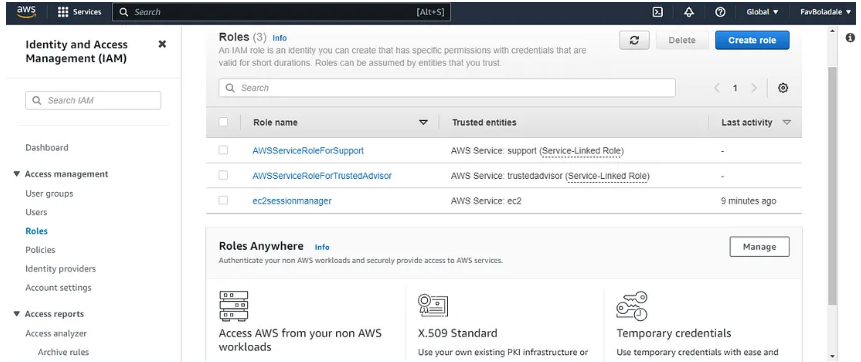 aws Services Search [Alt+S] Global FavBoladale
Identity and Access
Management (IAM)
Search IAM
Dashboard
Access management
User groups
Users
Roles
Policies
Identity providers
Account settings
Access reports
Access analyzer
Archive rules
Roles (3) Info
An IAM role is an identity you can create that has specific permissions with credentials that are
valid for short durations. Roles can be assumed by entities that you trust.
Delete
Create role
Search
1
Role name Trusted entities Last activity
AWSServiceRoleForSupport AWS Service: support (Service-Linked Role) -
AWSServiceRoleForTrustedAdvisor AWS Service: trustedadvisor (Service-Linked Role) -
ec2sessionmanager AWS Service: ec2 9 minutes ago
Roles Anywhere Info
Authenticate your non AWS workloads and securely provide access to AWS services.
Manage
Access AWS from your non AWS
workloads
X.509 Standard
Use your own existing PKI infrastructure or
Temporary credentials
Use temporary credentials with ease and